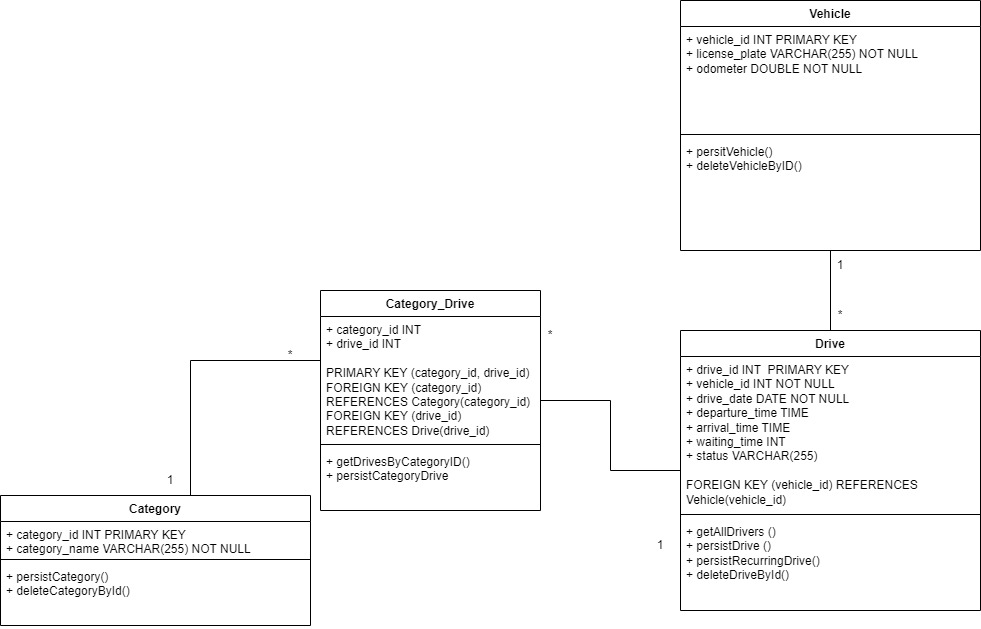 Vehicle
+ vehicle_id INT PRIMARY KEY
+ license_plate VARCHAR(255) NOT NULL
+ odometer DOUBLE NOT NULL
+ persitVehicle()
+ deleteVehicleByID()
1
*
Category_Drive
+ category_id INT
+ drive_id INT
PRIMARY KEY (category_id, drive_id)
FOREIGN KEY (category_id)
REFERENCES Category(category_id)
FOREIGN KEY (drive_id)
REFERENCES Drive(drive_id)
+ getDrivesByCategoryID()
+ persistCategoryDrive
*
*
Drive
+ drive_id INT  PRIMARY KEY
+ vehicle_id INT NOT NULL
+ drive_date DATE NOT NULL
+ departure_time TIME
+ arrival_time TIME
+ waiting_time INT
+ status VARCHAR(255)
FOREIGN KEY (vehicle_id) REFERENCES
Vehicle(vehicle_id)
+ getAllDrivers ()
+ persistDrive ()
+ persistRecurringDrive()
+ deleteDriveById()
1
1
Category
+ category_id INT PRIMARY KEY
+ category_name VARCHAR(255) NOT NULL
+ persistCategory()
+ deleteCategoryById()